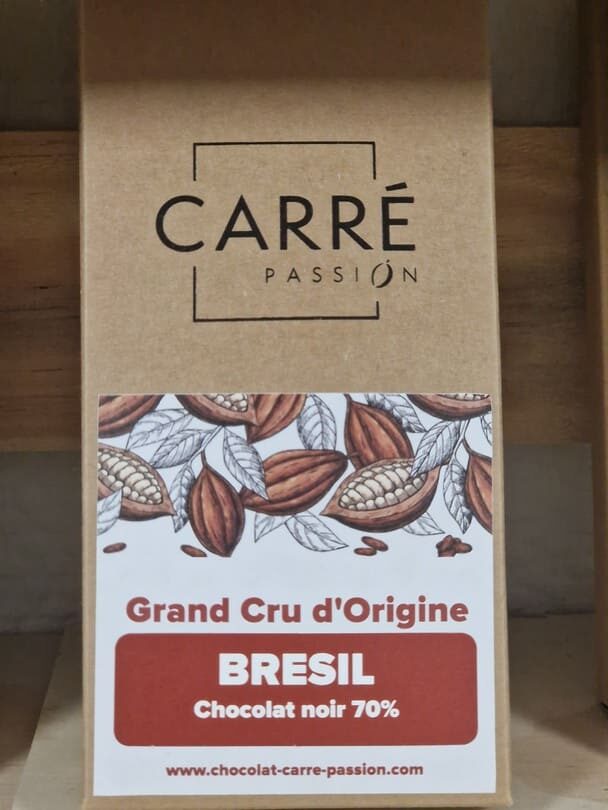 CARRÉ
PASSION
Grand Cru d'Origine
BRESIL
Chocolat noir 70%
www.chocolat-carre-passion.com